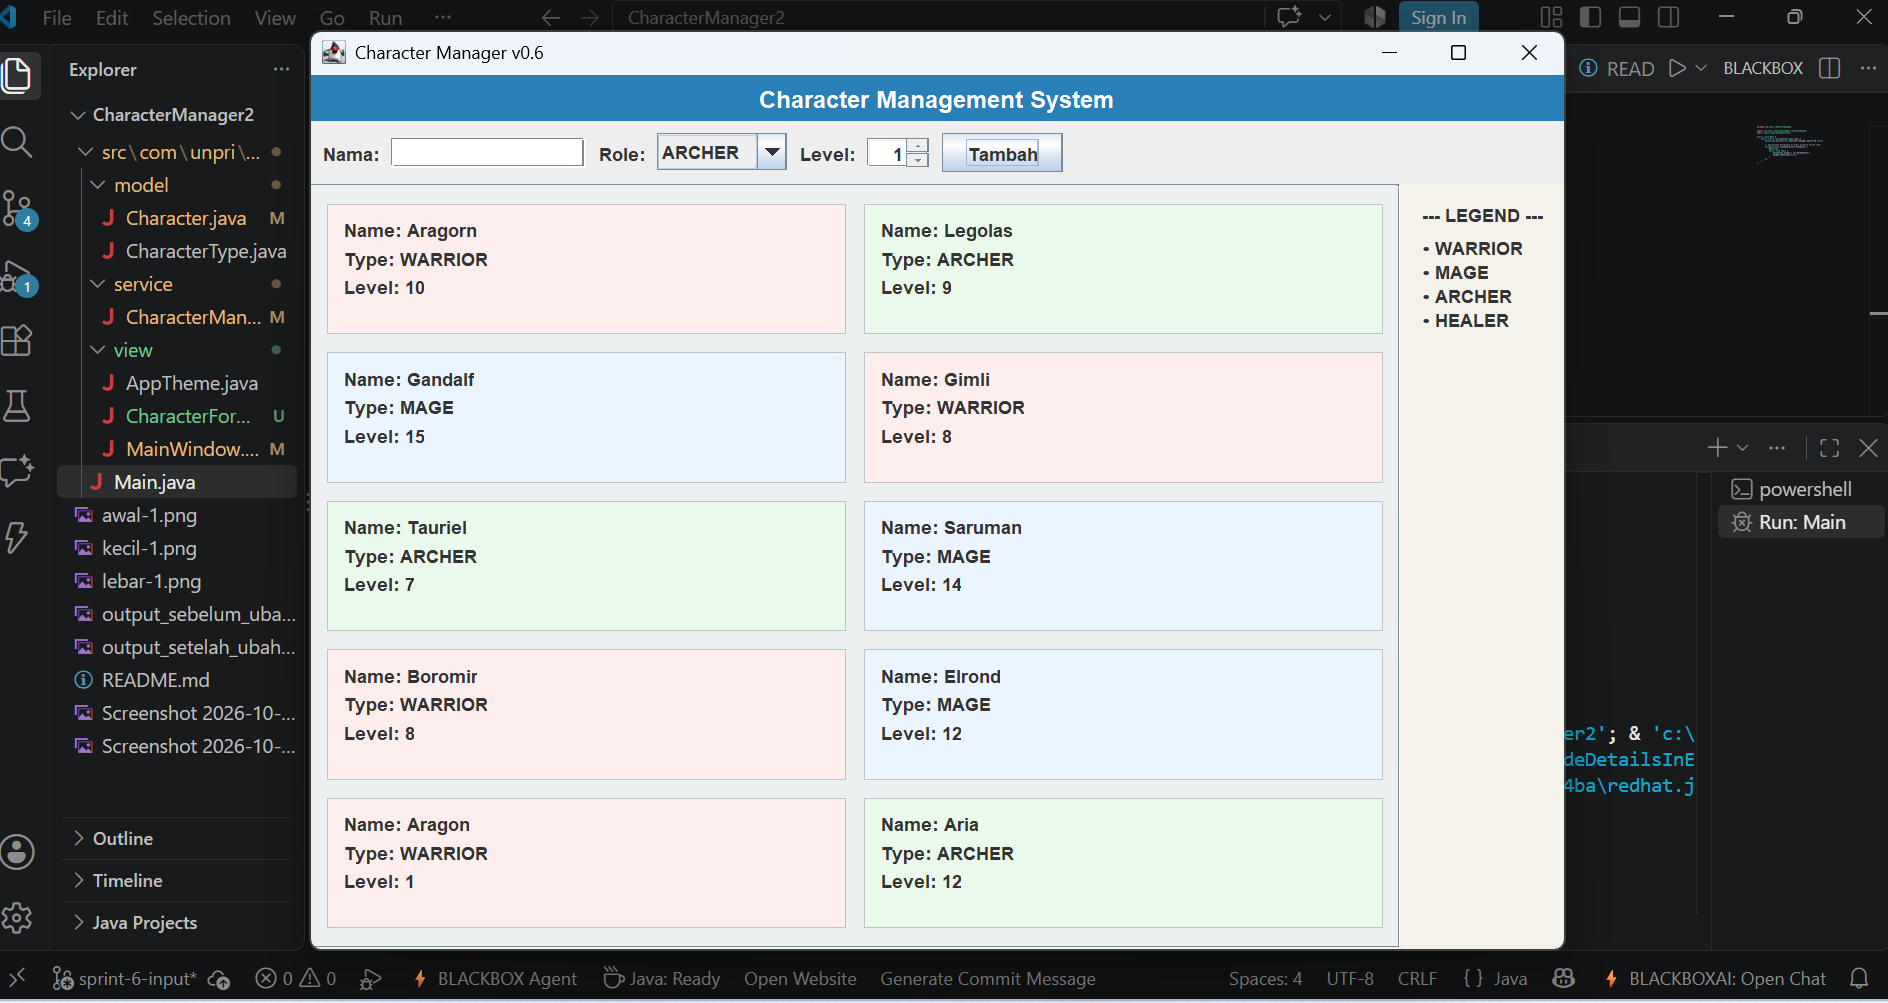 File Edit Selection View Go Run ··· CharacterManager2 Sign In
Explorer ···
CharacterManager2
src\com\unpri\...
model
Character.java M
CharacterType.java
service
CharacterMan... M
view
AppTheme.java
CharacterFor... U
MainWindow.... M
Main.java
awal-1.png
kecil-1.png
lebar-1.png
output_sebelum_uba...
output_setelah_ubah...
README.md
Screenshot 2026-10-...
Screenshot 2026-10-...
Outline
Timeline
Java Projects
4
1
Character Manager v0.6
Character Management System
Nama: Role: ARCHER Level: 1 Tambah
Name: Aragorn
Type: WARRIOR
Level: 10
Name: Legolas
Type: ARCHER
Level: 9
Name: Gandalf
Type: MAGE
Level: 15
Name: Gimli
Type: WARRIOR
Level: 8
Name: Tauriel
Type: ARCHER
Level: 7
Name: Saruman
Type: MAGE
Level: 14
Name: Boromir
Type: WARRIOR
Level: 8
Name: Elrond
Type: MAGE
Level: 12
Name: Aragon
Type: WARRIOR
Level: 1
Name: Aria
Type: ARCHER
Level: 12
--- LEGEND ---
• WARRIOR
• MAGE
• ARCHER
• HEALER
READ BLACKBOX ···
powershell
Run: Main
er2'; & 'c:\
deDetailsInE
4ba\redhat.j
sprint-6-input* 0 0 BLACKBOX Agent Java: Ready Open Website Generate Commit Message Spaces: 4 UTF-8 CRLF {} Java BLACKBOXAI: Open Chat